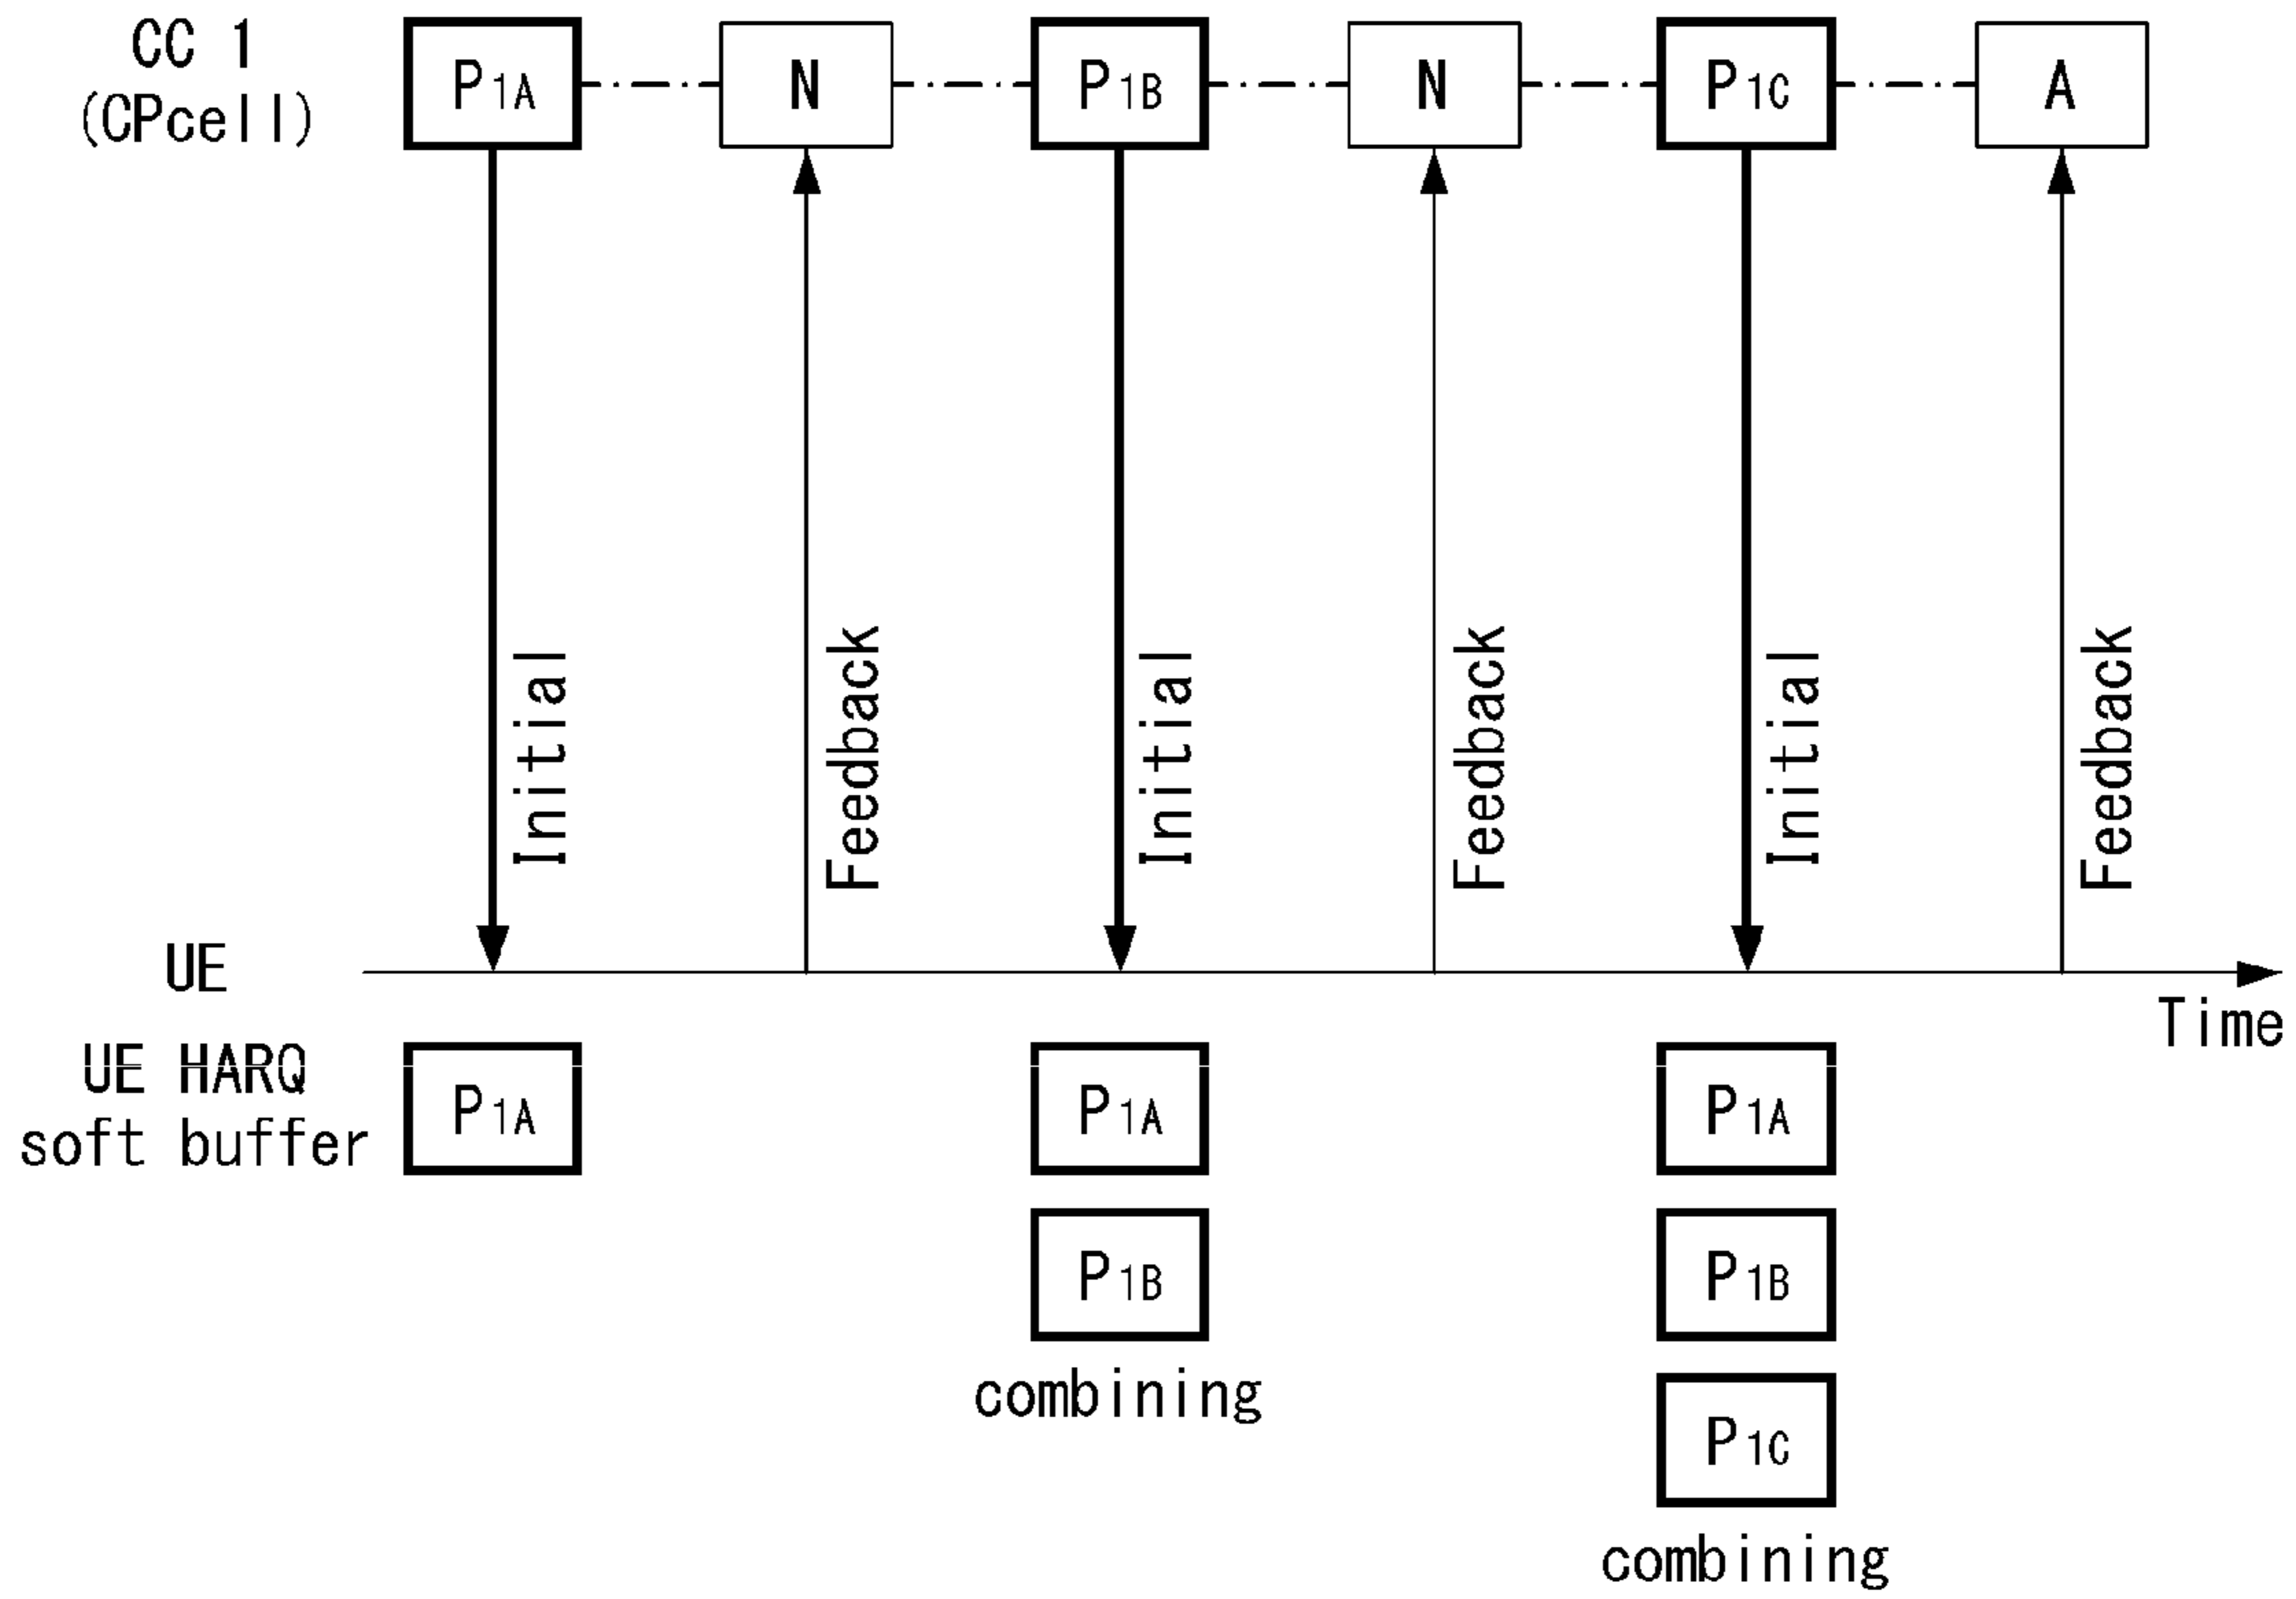 CC 1
(CPcell)
P1A
N
P1B
N
P1C
A
Initial
Feedback
Initial
Feedback
Initial
Feedback
UE
Time
UE HARQ
soft buffer
P1A
P1A
P1A
P1B
P1B
combining
P1C
combining